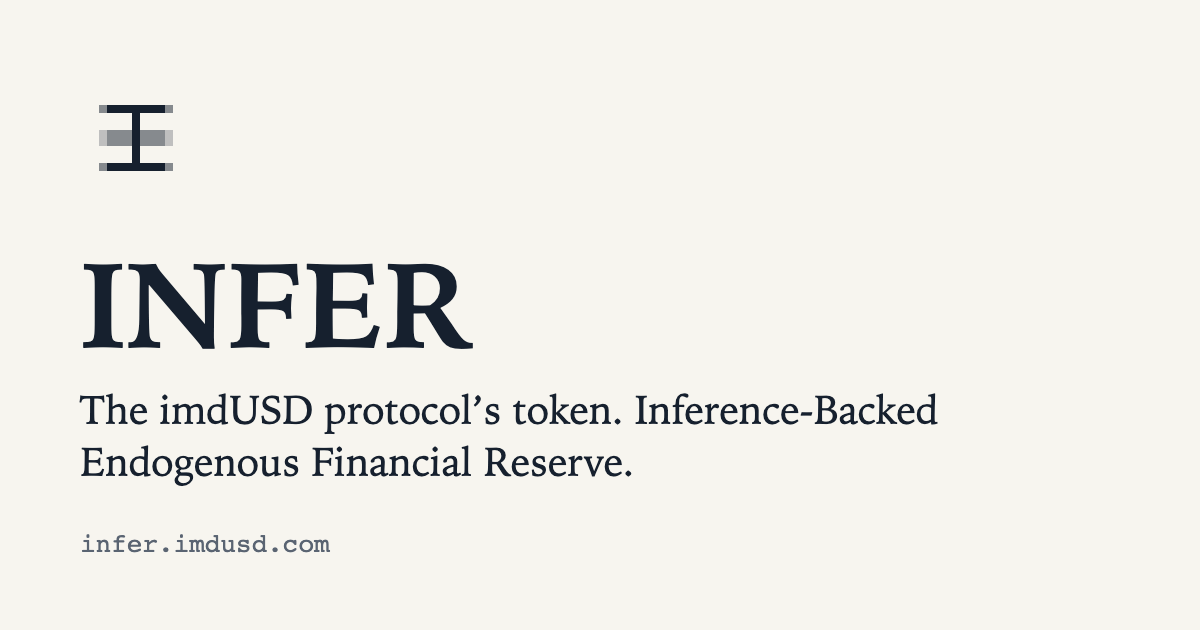 INFER
The imdUSD protocol’s token. Inference-Backed
Endogenous Financial Reserve.
infer.imdusd.com